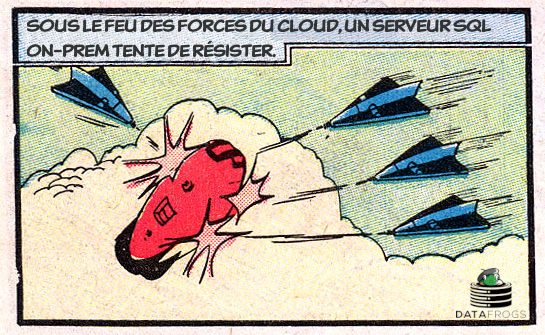 SOUS LE FEU DES FORCES DU CLOUD, UN SERVEUR SQL
ON-PREM TENTE DE RÉSISTER.
DATAFROGS